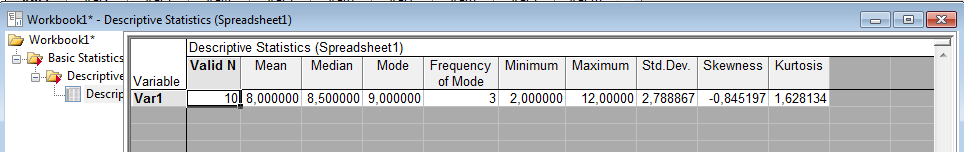 Workbook1* - Descriptive Statistics (Spreadsheet1)
Workbook1*
Basic Statistics
Descriptive
Descrip
Descriptive Statistics (Spreadsheet1)
Variable Valid N Mean Median Mode Frequency of Mode Minimum Maximum Std.Dev. Skewness Kurtosis
Var1 10 8,000000 8,500000 9,000000 3 2,000000 12,00000 2,788867 -0,845197 1,628134